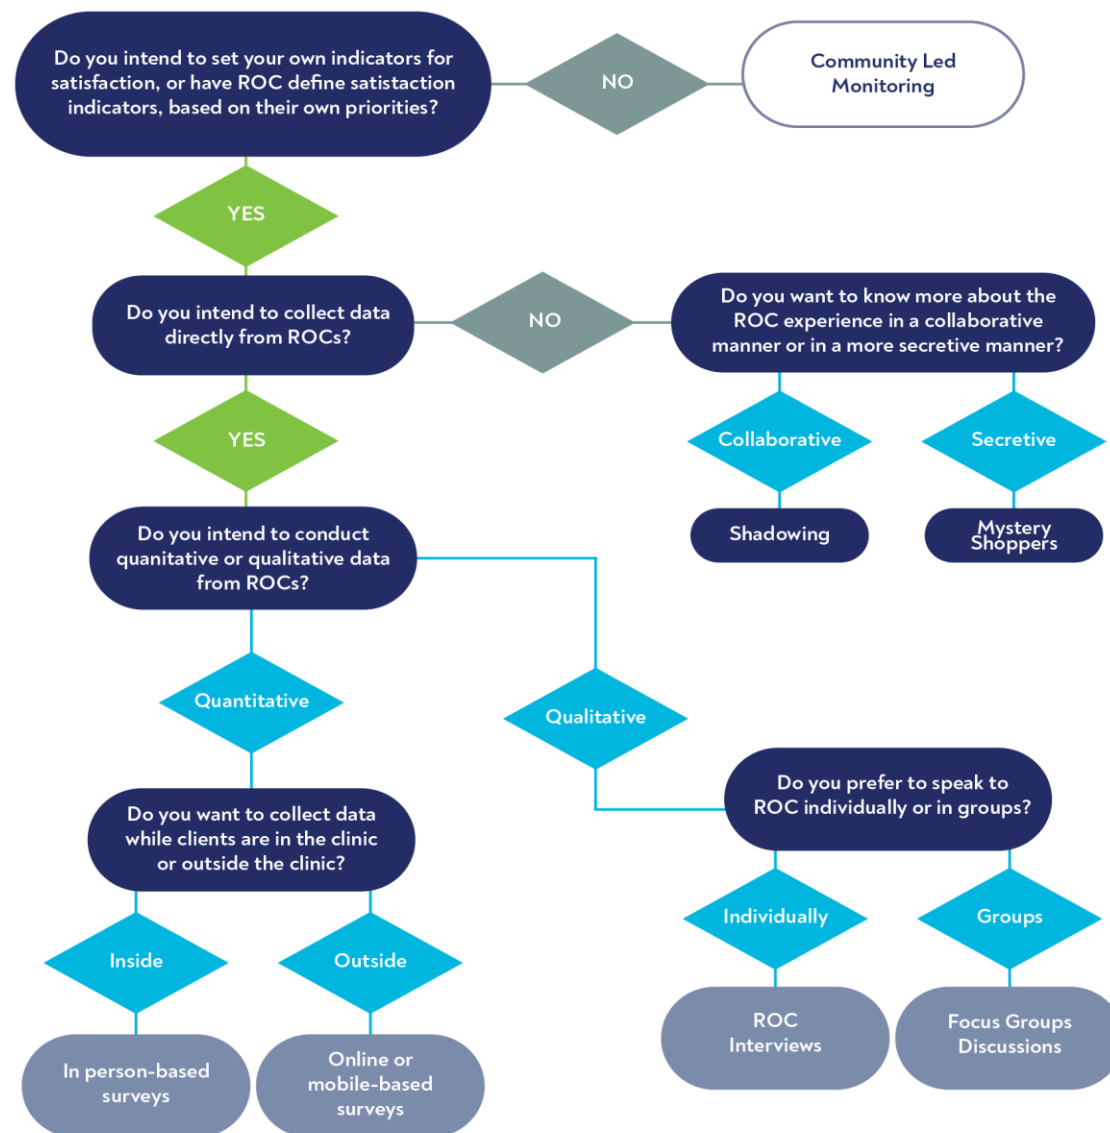 Do you intend to set your own indicators for
satisfaction, or have ROC define satistaction
indicators, based on their own priorities?
NO
Community Led
Monitoring
YES
Do you intend to collect data
directly from ROCs?
NO
Do you want to know more about the
ROC experience in a collaborative
manner or in a more secretive manner?
YES
Collaborative
Secretive
Shadowing
Mystery
Shoppers
Do you intend to conduct
quanitative or qualitative data
from ROCs?
Quantitative
Qualitative
Do you want to collect data
while clients are in the clinic
or outside the clinic?
Do you prefer to speak to
ROC individually or in groups?
Inside
Outside
Individually
Groups
In person-based
surveys
Online or
mobile-based
surveys
ROC
Interviews
Focus Groups
Discussions